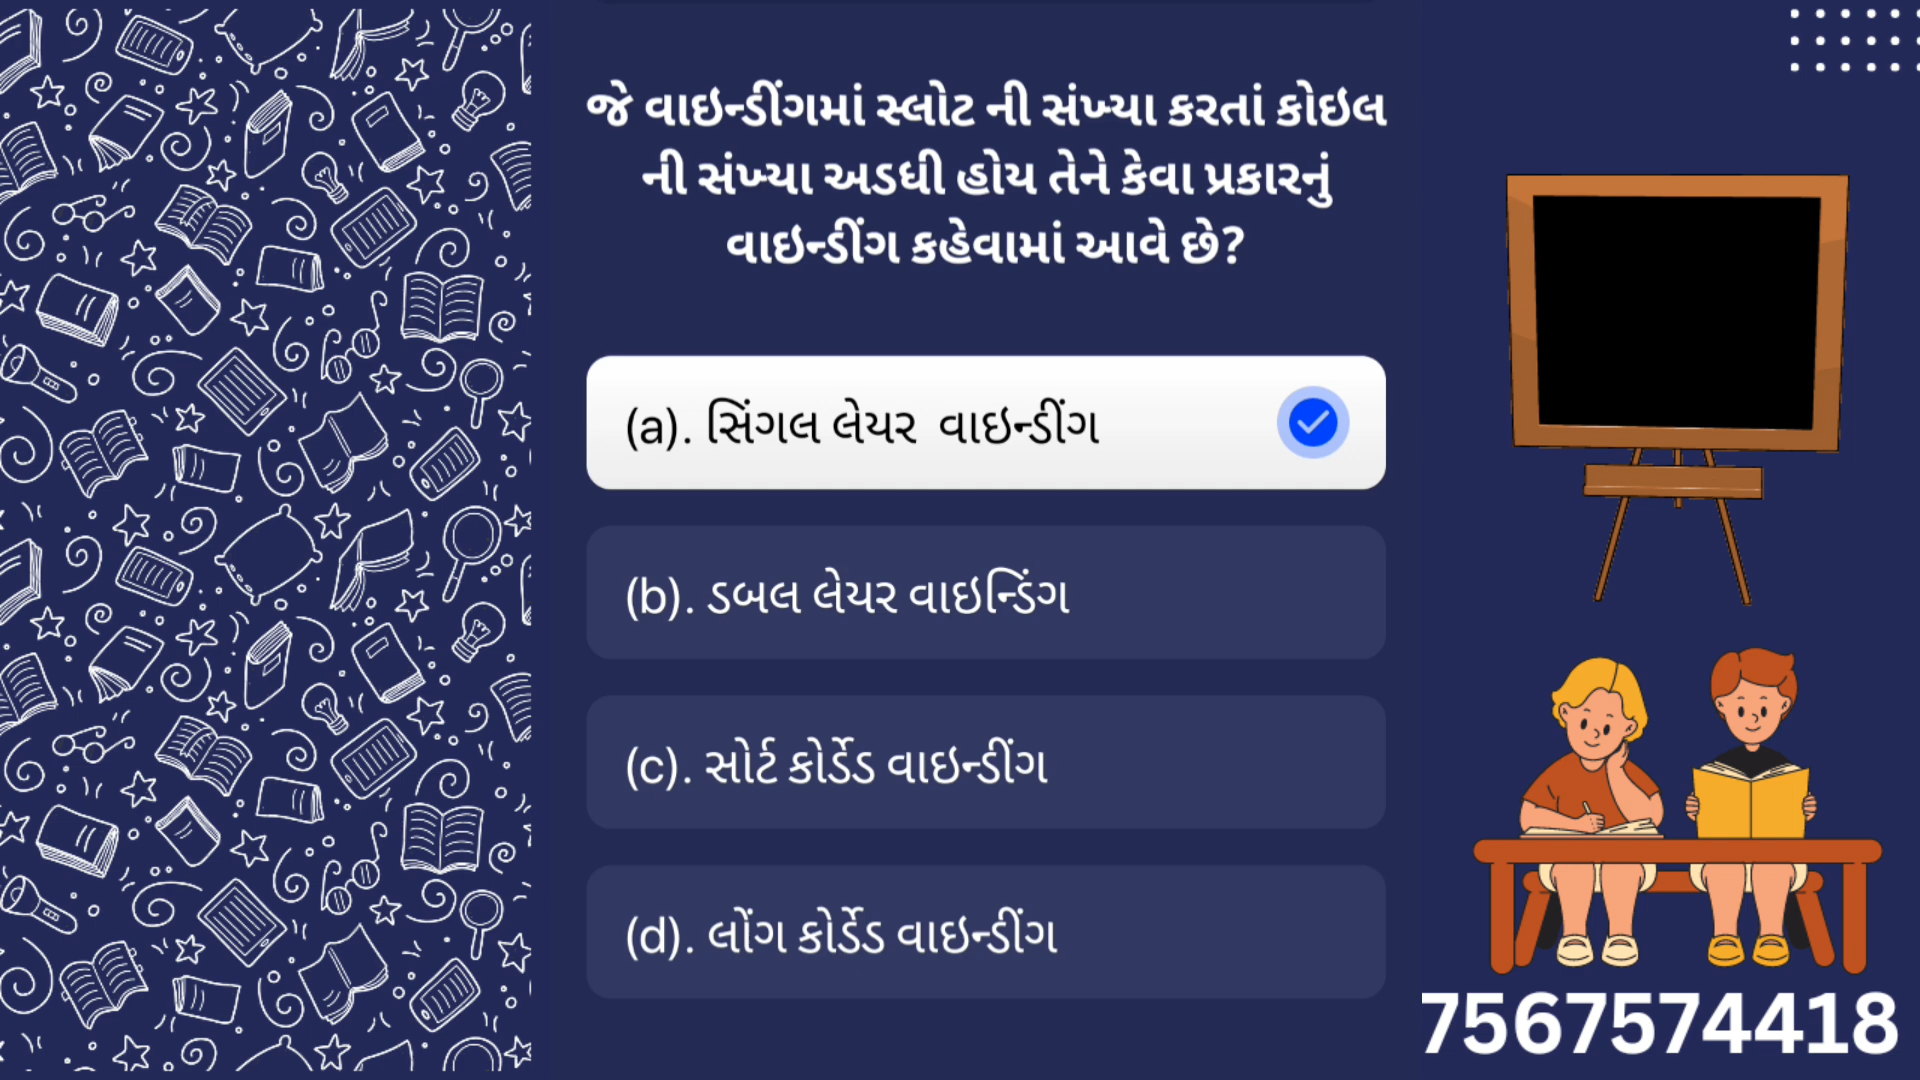 જે વાઇન્ડીંગમાં સ્લોટ ની સંખ્યા કરતાં કોઇલ
ની સંખ્યા અડધી હોય તેને કેવા પ્રકારનું
વાઇન્ડીંગ કહેવામાં આવે છે?
(a). સિંગલ લેયર વાઇન્ડીંગ
(b). ડબલ લેયર વાઇન્ડિંગ
(c). સોર્ટ કોર્ડેડ વાઇન્ડીંગ
(d). લોંગ કોર્ડેડ વાઇન્ડીંગ
7567574418